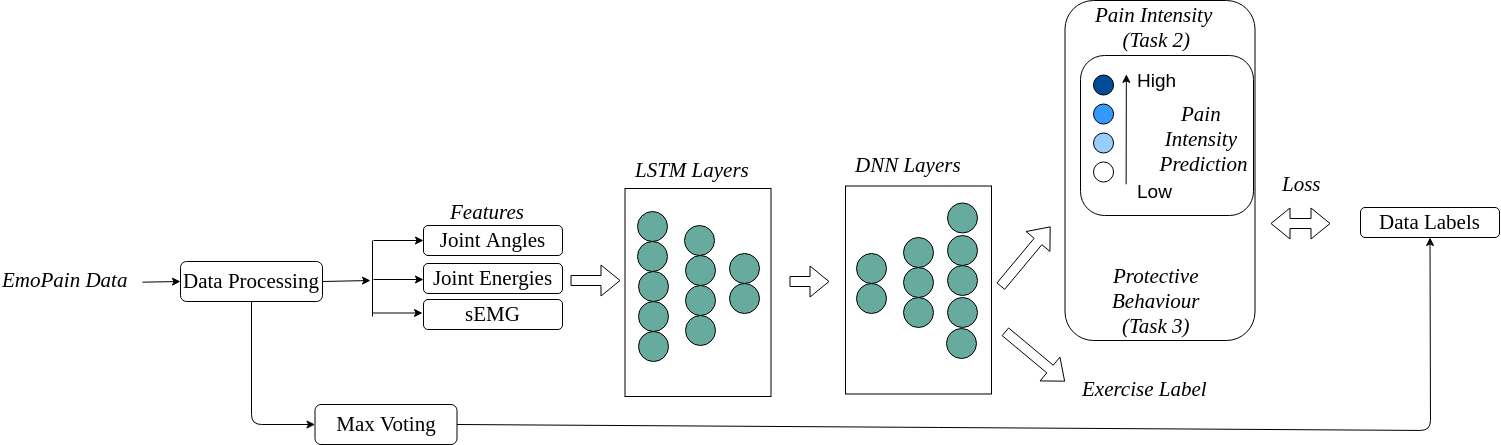 EmoPain Data
Data Processing
Features
Joint Angles
Joint Energies
sEMG
Max Voting
LSTM Layers
DNN Layers
Pain Intensity
(Task 2)
High
Low
Pain
Intensity
Prediction
Protective
Behaviour
(Task 3)
Exercise Label
Loss
Data Labels